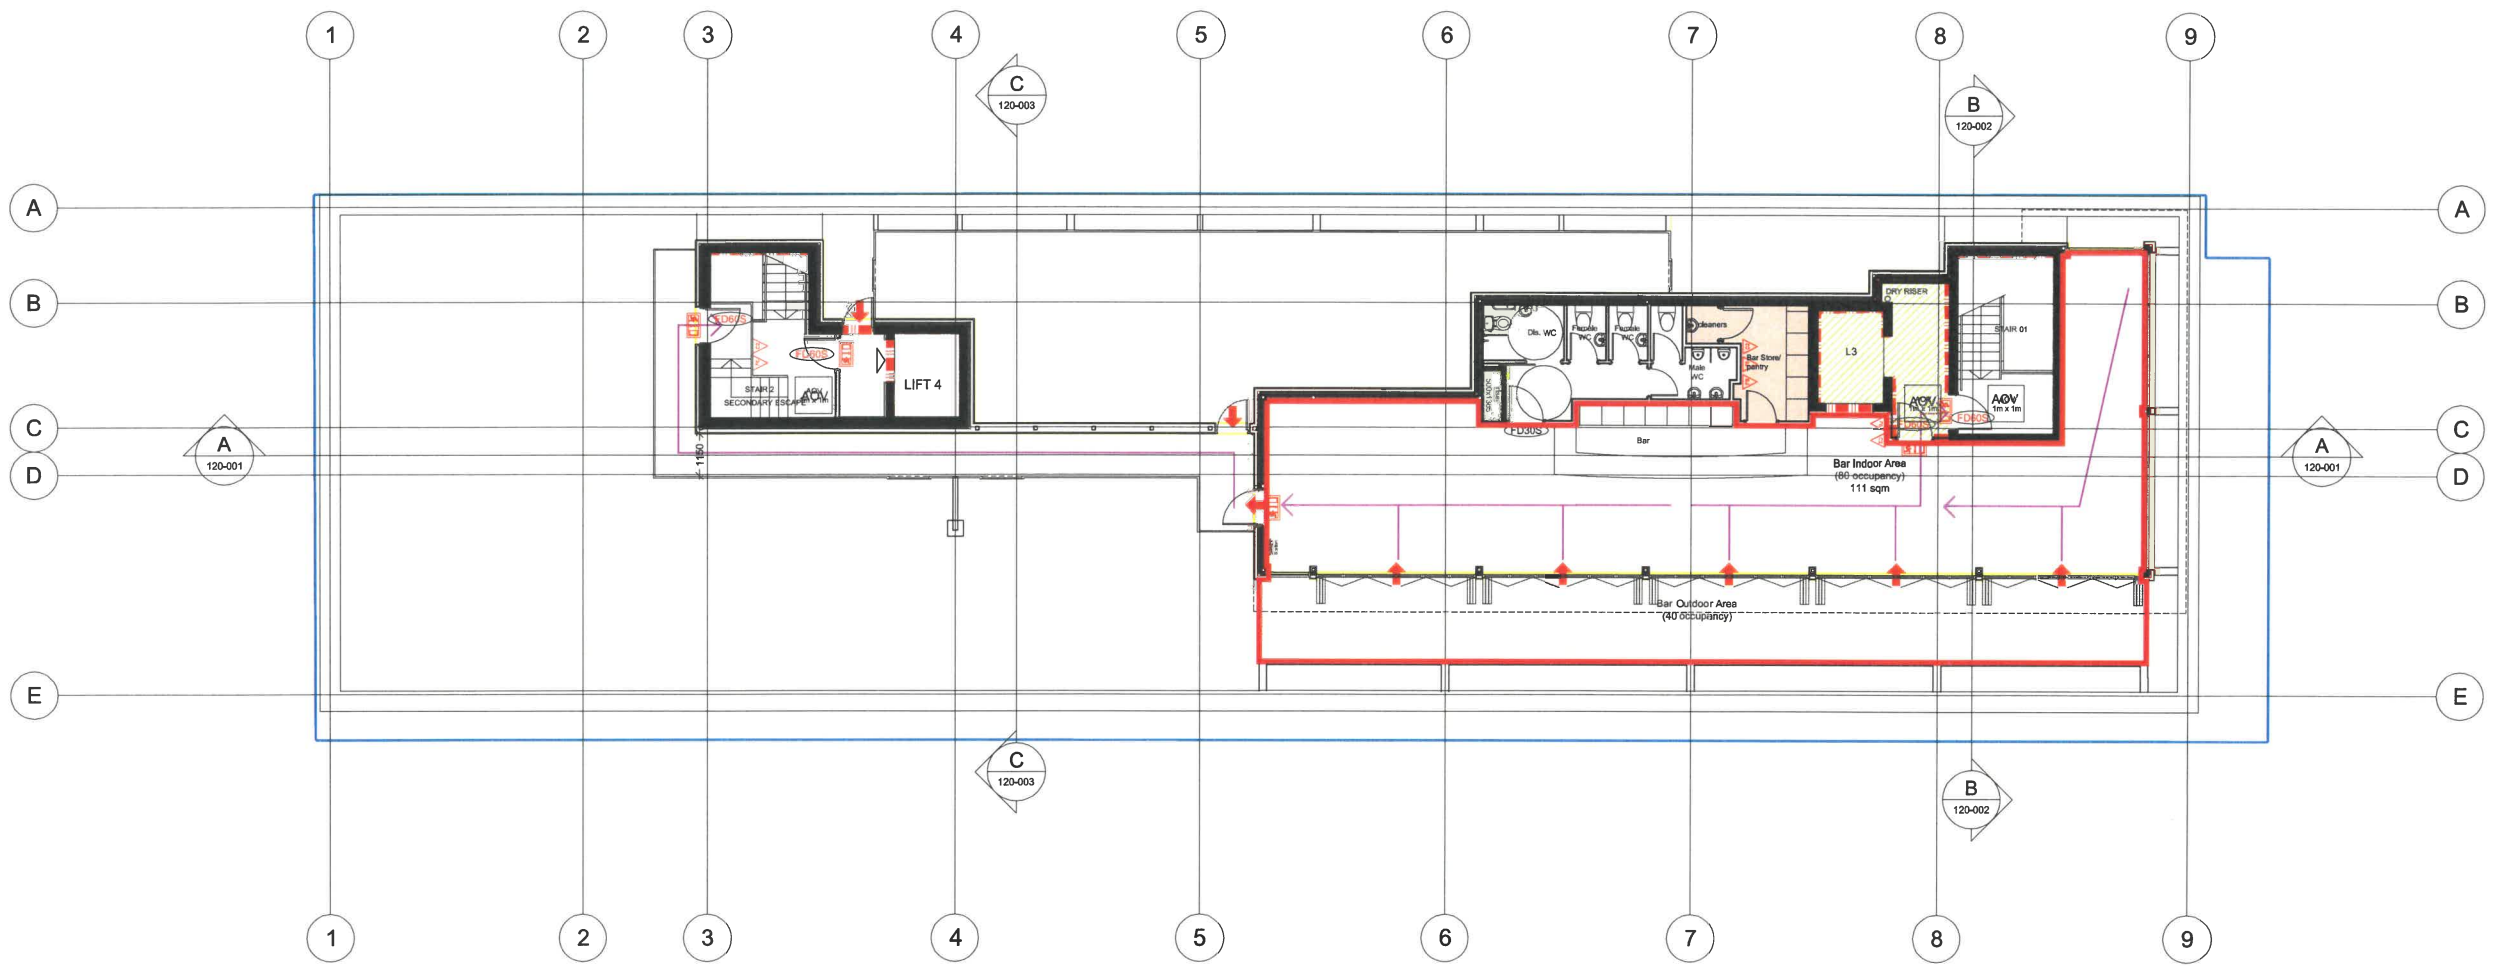 1 2 3 4 5 6 7 8 9
C
120-003
B
120-002
A A
B B
DRY RISER
FD60S
STAIR 01
Dis. WC
Female
WC
Female
WC
cleaners
L3
Bar Store/
pantry
FD60S
Male
WC
LIFT 4
STAIR 2
AOV
SECONDARY ESCAPE
AOV
1m x 1m
AOV
1m x 1m
FD60S
FD60S
FD30S
C C
A
120-001
Bar
A
120-001
1150
D D
Bar Indoor Area
(80 occupancy)
111 sqm
Bar Outdoor Area
(40 occupancy)
E E
C
120-003
B
120-002
1 2 3 4 5 6 7 8 9